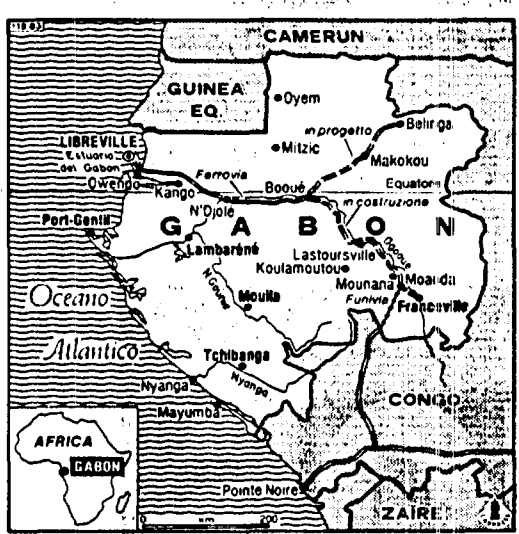 CAMERUN
GUINEA
EQ.
Oyem
Belinga
LIBREVILLE
in progetto
Estuario
del Gabon
Mitzic
Makokou
Ferrovia
Equatore
Owendo
Kango
Booué
in costruzione
N'Djolé
Port-Gentil
GABON
Lambaréné
Lastoursville
Ogooué
Koulamoutou
Mounana
Moanda
N'Gounié
Funivia
Franceville
Mouila
Oceano
Atlantico
Tchibanga
Nyanga
Nyanga
CONGO
Mayumba
AFRICA
GABON
Pointe Noire
ZAIRE
km
200